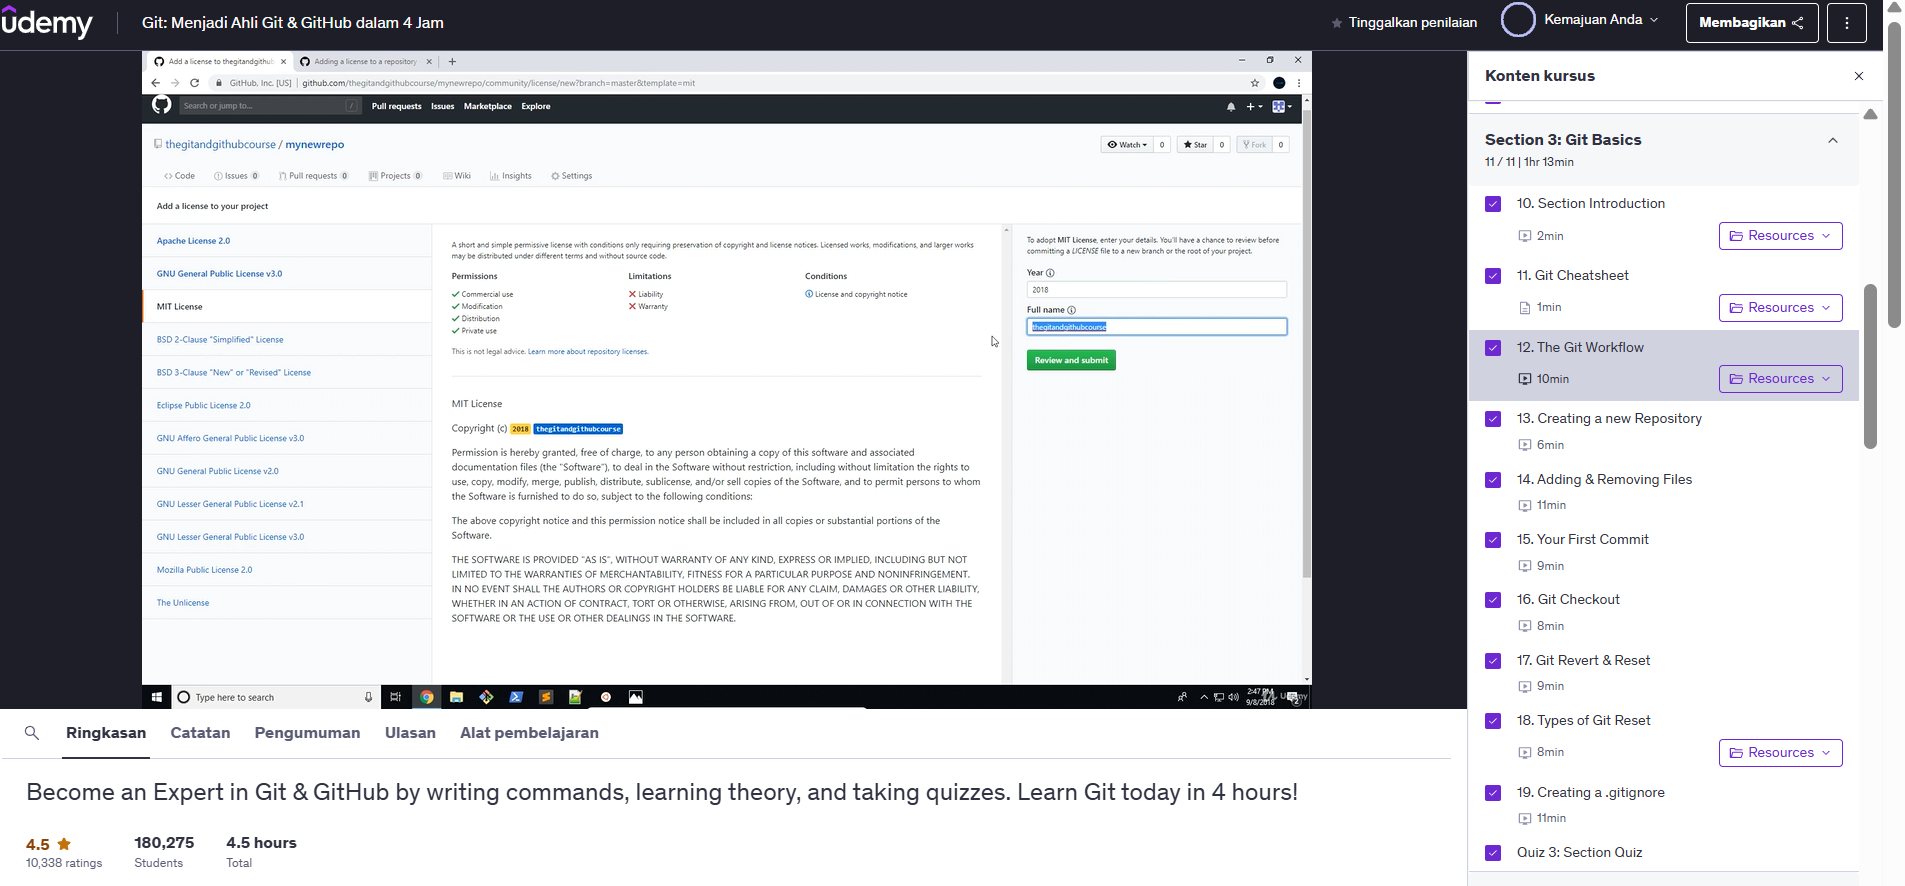 udemy
Git: Menjadi Ahli Git & GitHub dalam 4 Jam
Tinggalkan penilaian
Kemajuan Anda
Membagikan
Add a license to thegitandgithub
Adding a license to a repository
GitHub, Inc. [US]
github.com/thegitandgithubcourse/mynewrepo/community/license/new?branch=master&template=mit
Search or jump to...
/
Pull requests
Issues
Marketplace
Explore
thegitandgithubcourse / mynewrepo
Watch 0
Star 0
Fork 0
Code
Issues 0
Pull requests 0
Projects 0
Wiki
Insights
Settings
Add a license to your project
Apache License 2.0
GNU General Public License v3.0
MIT License
BSD 2-Clause "Simplified" License
BSD 3-Clause "New" or "Revised" License
Eclipse Public License 2.0
GNU Affero General Public License v3.0
GNU General Public License v2.0
GNU Lesser General Public License v2.1
GNU Lesser General Public License v3.0
Mozilla Public License 2.0
The Unlicense
A short and simple permissive license with conditions only requiring preservation of copyright and license notices. Licensed works, modifications, and larger works
may be distributed under different terms and without source code.
Permissions
Commercial use
Modification
Distribution
Private use
Limitations
Liability
Warranty
Conditions
License and copyright notice
This is not legal advice. Learn more about repository licenses.
MIT License
Copyright (c) 2018 thegitandgithubcourse
Permission is hereby granted, free of charge, to any person obtaining a copy of this software and associated
documentation files (the "Software"), to deal in the Software without restriction, including without limitation the rights to
use, copy, modify, merge, publish, distribute, sublicense, and/or sell copies of the Software, and to permit persons to whom
the Software is furnished to do so, subject to the following conditions:
The above copyright notice and this permission notice shall be included in all copies or substantial portions of the
Software.
THE SOFTWARE IS PROVIDED "AS IS", WITHOUT WARRANTY OF ANY KIND, EXPRESS OR IMPLIED, INCLUDING BUT NOT
LIMITED TO THE WARRANTIES OF MERCHANTABILITY, FITNESS FOR A PARTICULAR PURPOSE AND NONINFRINGEMENT.
IN NO EVENT SHALL THE AUTHORS OR COPYRIGHT HOLDERS BE LIABLE FOR ANY CLAIM, DAMAGES OR OTHER LIABILITY,
WHETHER IN AN ACTION OF CONTRACT, TORT OR OTHERWISE, ARISING FROM, OUT OF OR IN CONNECTION WITH THE
SOFTWARE OR THE USE OR OTHER DEALINGS IN THE SOFTWARE.
To adopt MIT License, enter your details. You'll have a chance to review before
committing a LICENSE file to a new branch or the root of your project.
Year
2018
Full name
thegitandgithubcourse
Review and submit
Type here to search
2:47 PM
9/8/2018
Udemy
2
Ringkasan
Catatan
Pengumuman
Ulasan
Alat pembelajaran
Become an Expert in Git & GitHub by writing commands, learning theory, and taking quizzes. Learn Git today in 4 hours!
4.5
10,338 ratings
180,275
Students
4.5 hours
Total
Konten kursus
Section 3: Git Basics
11 / 11 | 1hr 13min
10. Section Introduction
2min
Resources
11. Git Cheatsheet
1min
Resources
12. The Git Workflow
10min
Resources
13. Creating a new Repository
6min
14. Adding & Removing Files
11min
15. Your First Commit
9min
16. Git Checkout
8min
17. Git Revert & Reset
9min
18. Types of Git Reset
8min
Resources
19. Creating a .gitignore
11min
Quiz 3: Section Quiz